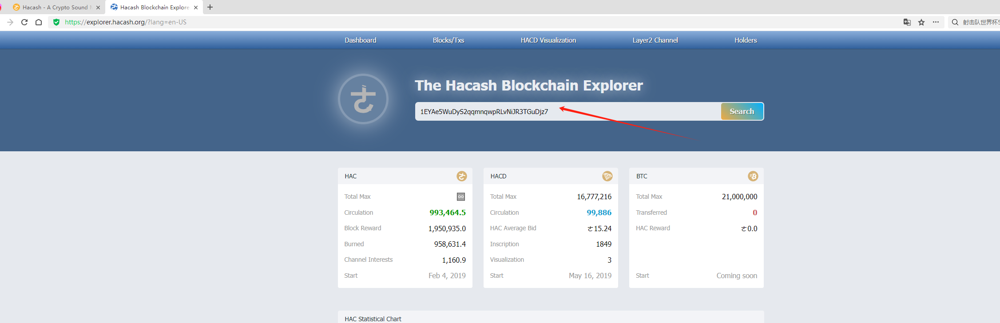 Hacash - A Crypto Sound
Hacash Blockchain Explore
https://explorer.hacash.org/?lang=en-US
射击队世界杯
Dashboard Blocks/Txs HACD Visualization Layer2 Channel Holders
The Hacash Blockchain Explorer
1EYAe5WuDyS2qqmnqwpRLvNiJR3TGuDjz7 Search
HAC
Total Max ∞
Circulation 993,464.5
Block Reward 1,950,935.0
Burned 958,631.4
Channel Interests 1,160.9
Start Feb 4, 2019
HACD
Total Max 16,777,216
Circulation 99,886
HAC Average Bid さ15.24
Inscription 1849
Visualization 3
Start May 16, 2019
BTC
Total Max 21,000,000
Transferred 0
HAC Reward さ0.0
Start Coming soon
HAC Statistical Chart